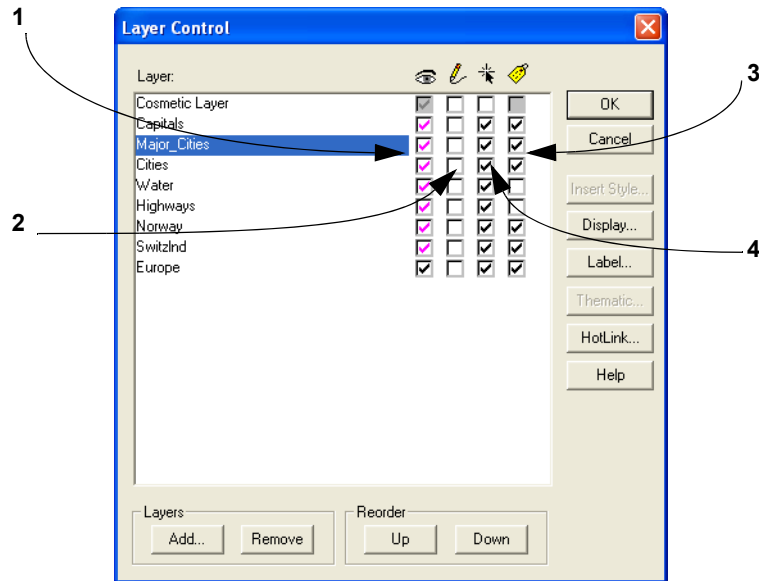 1
Layer Control
Layer:
3
Cosmetic Layer
OK
Capitals
Major_Cities
Cancel
Cities
Water
Insert Style...
Highways
2
Norway
Display...
Switzlnd
4
Europe
Label...
Thematic...
HotLink...
Help
Layers
Reorder
Add...
Remove
Up
Down